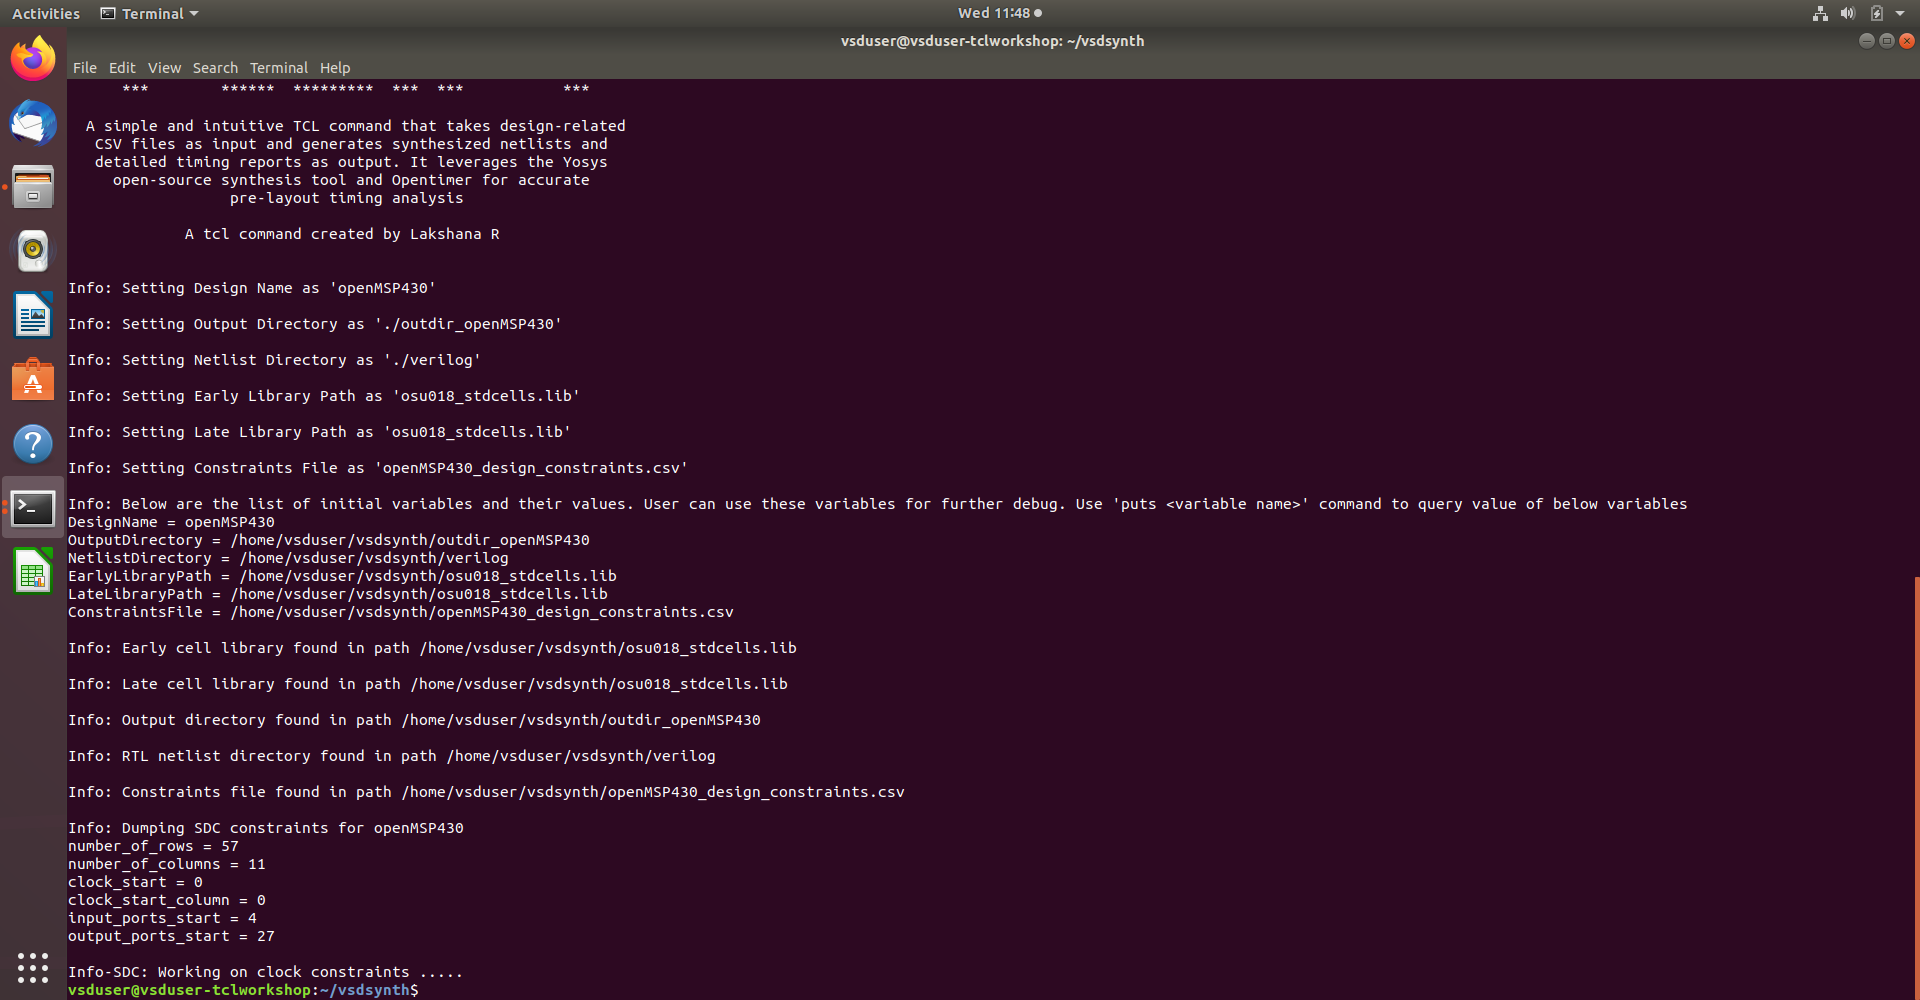 Activities Terminal Wed 11:48
vsduser@vsduser-tclworkshop: ~/vsdsynth
File Edit View Search Terminal Help
*** ****** ********* *** *** ***
A simple and intuitive TCL command that takes design-related
CSV files as input and generates synthesized netlists and
detailed timing reports as output. It leverages the Yosys
open-source synthesis tool and Opentimer for accurate
pre-layout timing analysis
A tcl command created by Lakshana R
Info: Setting Design Name as 'openMSP430'
Info: Setting Output Directory as './outdir_openMSP430'
Info: Setting Netlist Directory as './verilog'
Info: Setting Early Library Path as 'osu018_stdcells.lib'
Info: Setting Late Library Path as 'osu018_stdcells.lib'
Info: Setting Constraints File as 'openMSP430_design_constraints.csv'
Info: Below are the list of initial variables and their values. User can use these variables for further debug. Use 'puts <variable name>' command to query value of below variables
DesignName = openMSP430
OutputDirectory = /home/vsduser/vsdsynth/outdir_openMSP430
NetlistDirectory = /home/vsduser/vsdsynth/verilog
EarlyLibraryPath = /home/vsduser/vsdsynth/osu018_stdcells.lib
LateLibraryPath = /home/vsduser/vsdsynth/osu018_stdcells.lib
ConstraintsFile = /home/vsduser/vsdsynth/openMSP430_design_constraints.csv
Info: Early cell library found in path /home/vsduser/vsdsynth/osu018_stdcells.lib
Info: Late cell library found in path /home/vsduser/vsdsynth/osu018_stdcells.lib
Info: Output directory found in path /home/vsduser/vsdsynth/outdir_openMSP430
Info: RTL netlist directory found in path /home/vsduser/vsdsynth/verilog
Info: Constraints file found in path /home/vsduser/vsdsynth/openMSP430_design_constraints.csv
Info: Dumping SDC constraints for openMSP430
number_of_rows = 57
number_of_columns = 11
clock_start = 0
clock_start_column = 0
input_ports_start = 4
output_ports_start = 27
Info-SDC: Working on clock constraints .....
vsduser@vsduser-tclworkshop:~/vsdsynth$